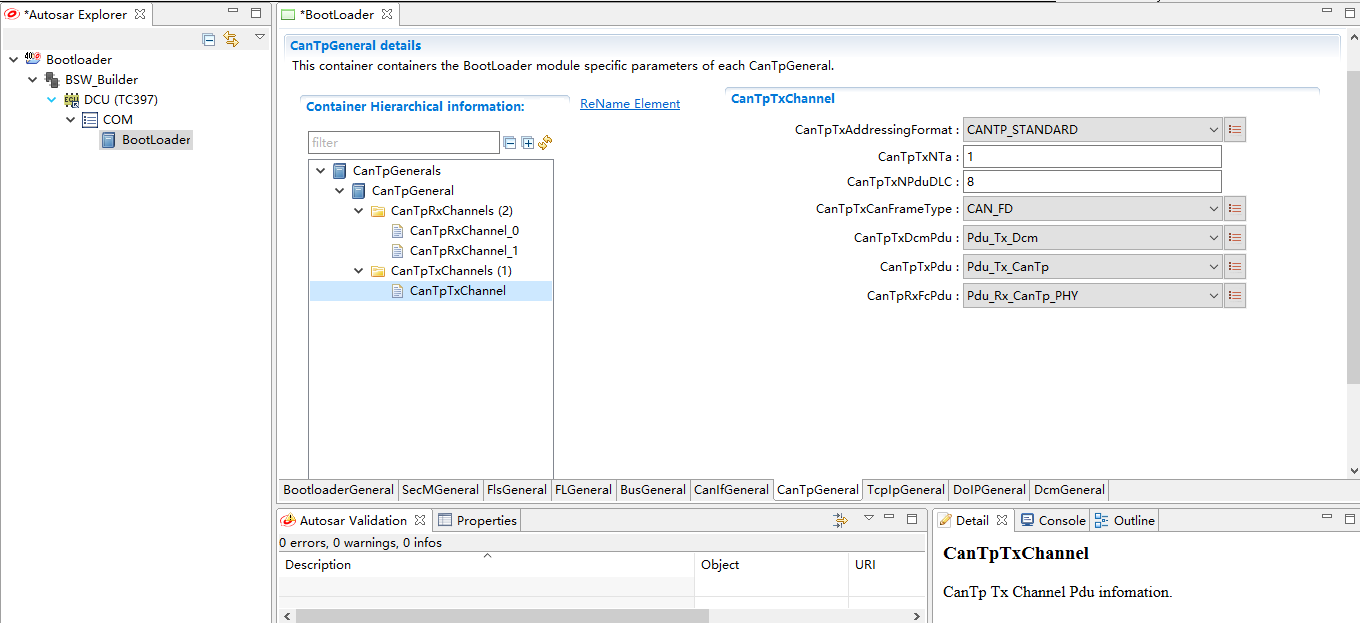 *Autosar Explorer
Bootloader
BSW_Builder
DCU (TC397)
COM
BootLoader
*BootLoader
CanTpGeneral details
This container containers the BootLoader module specific parameters of each CanTpGeneral.
Container Hierarchical information:
ReName Element
filter
CanTpGenerals
CanTpGeneral
CanTpRxChannels (2)
CanTpRxChannel_0
CanTpRxChannel_1
CanTpTxChannels (1)
CanTpTxChannel
CanTpTxChannel
CanTpTxAddressingFormat : CANTP_STANDARD
CanTpTxNTa : 1
CanTpTxNPduDLC : 8
CanTpTxCanFrameType : CAN_FD
CanTpTxDcmPdu : Pdu_Tx_Dcm
CanTpTxPdu : Pdu_Tx_CanTp
CanTpRxFcPdu : Pdu_Rx_CanTp_PHY
BootloaderGeneral SecMGeneral FlsGeneral FLGeneral BusGeneral CanIfGeneral CanTpGeneral TcpIpGeneral DoIPGeneral DcmGeneral
Autosar Validation Properties
0 errors, 0 warnings, 0 infos
Description Object URI
Detail Console Outline
CanTpTxChannel
CanTp Tx Channel Pdu infomation.